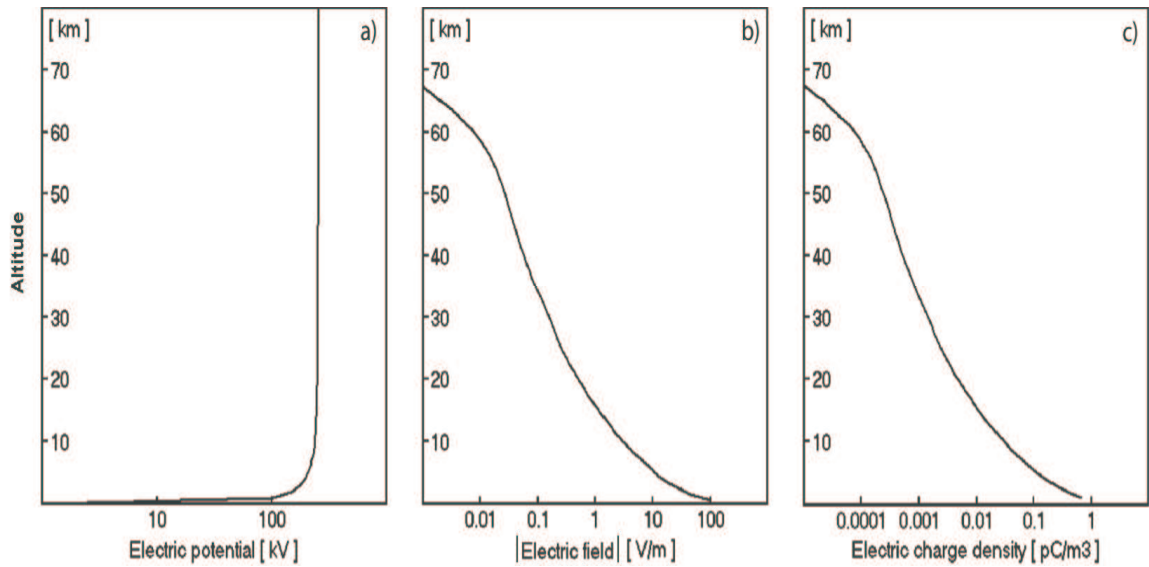 Altitude
[ km ] a)
70
60
50
40
30
20
10
10 100
Electric potential [ kV ]
[ km ] b)
70
60
50
40
30
20
10
0.01 0.1 1 10 100
|Electric field| [ V/m ]
[ km ] c)
70
60
50
40
30
20
10
0.0001 0.001 0.01 0.1 1
Electric charge density [ pC/m3 ]